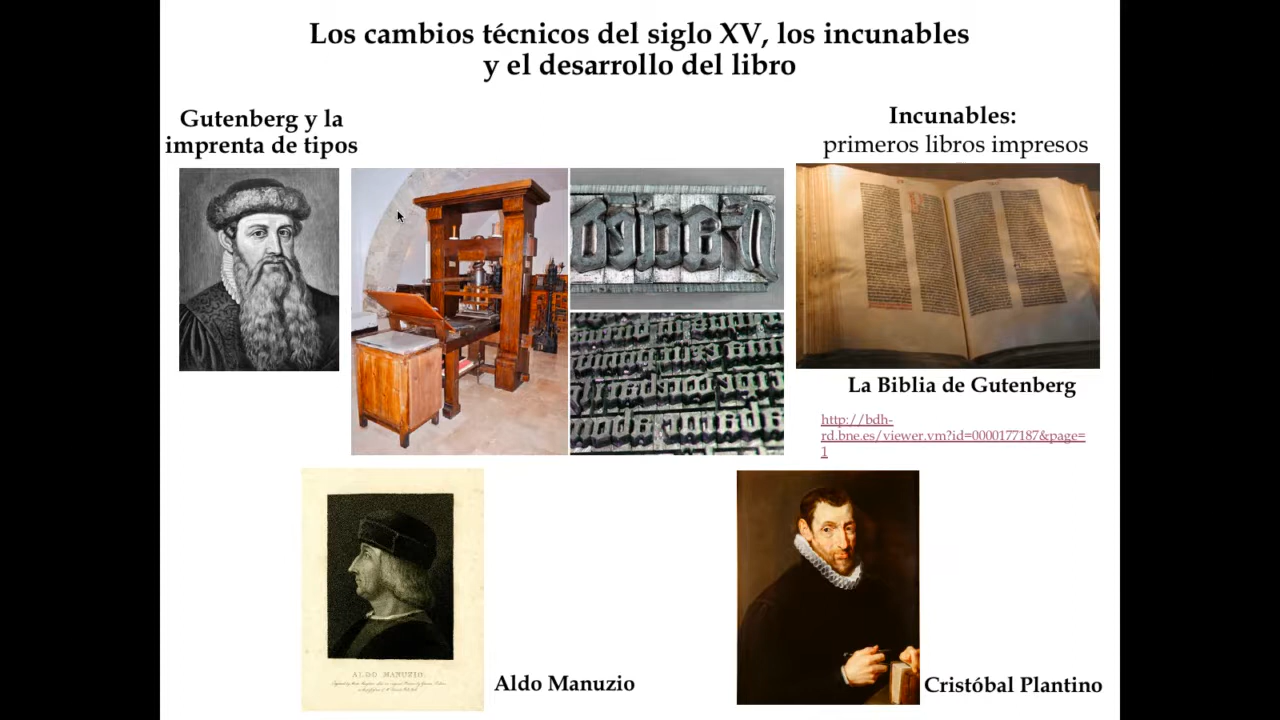 Los cambios técnicos del siglo XV, los incunables
y el desarrollo del libro
Gutenberg y la
imprenta de tipos
Incunables:
primeros libros impresos
La Biblia de Gutenberg
http://bdh-
rd.bne.es/viewer.vm?id=0000177187&page=
1
ALDO MANUZIO.
Aldo Manuzio
Cristóbal Plantino